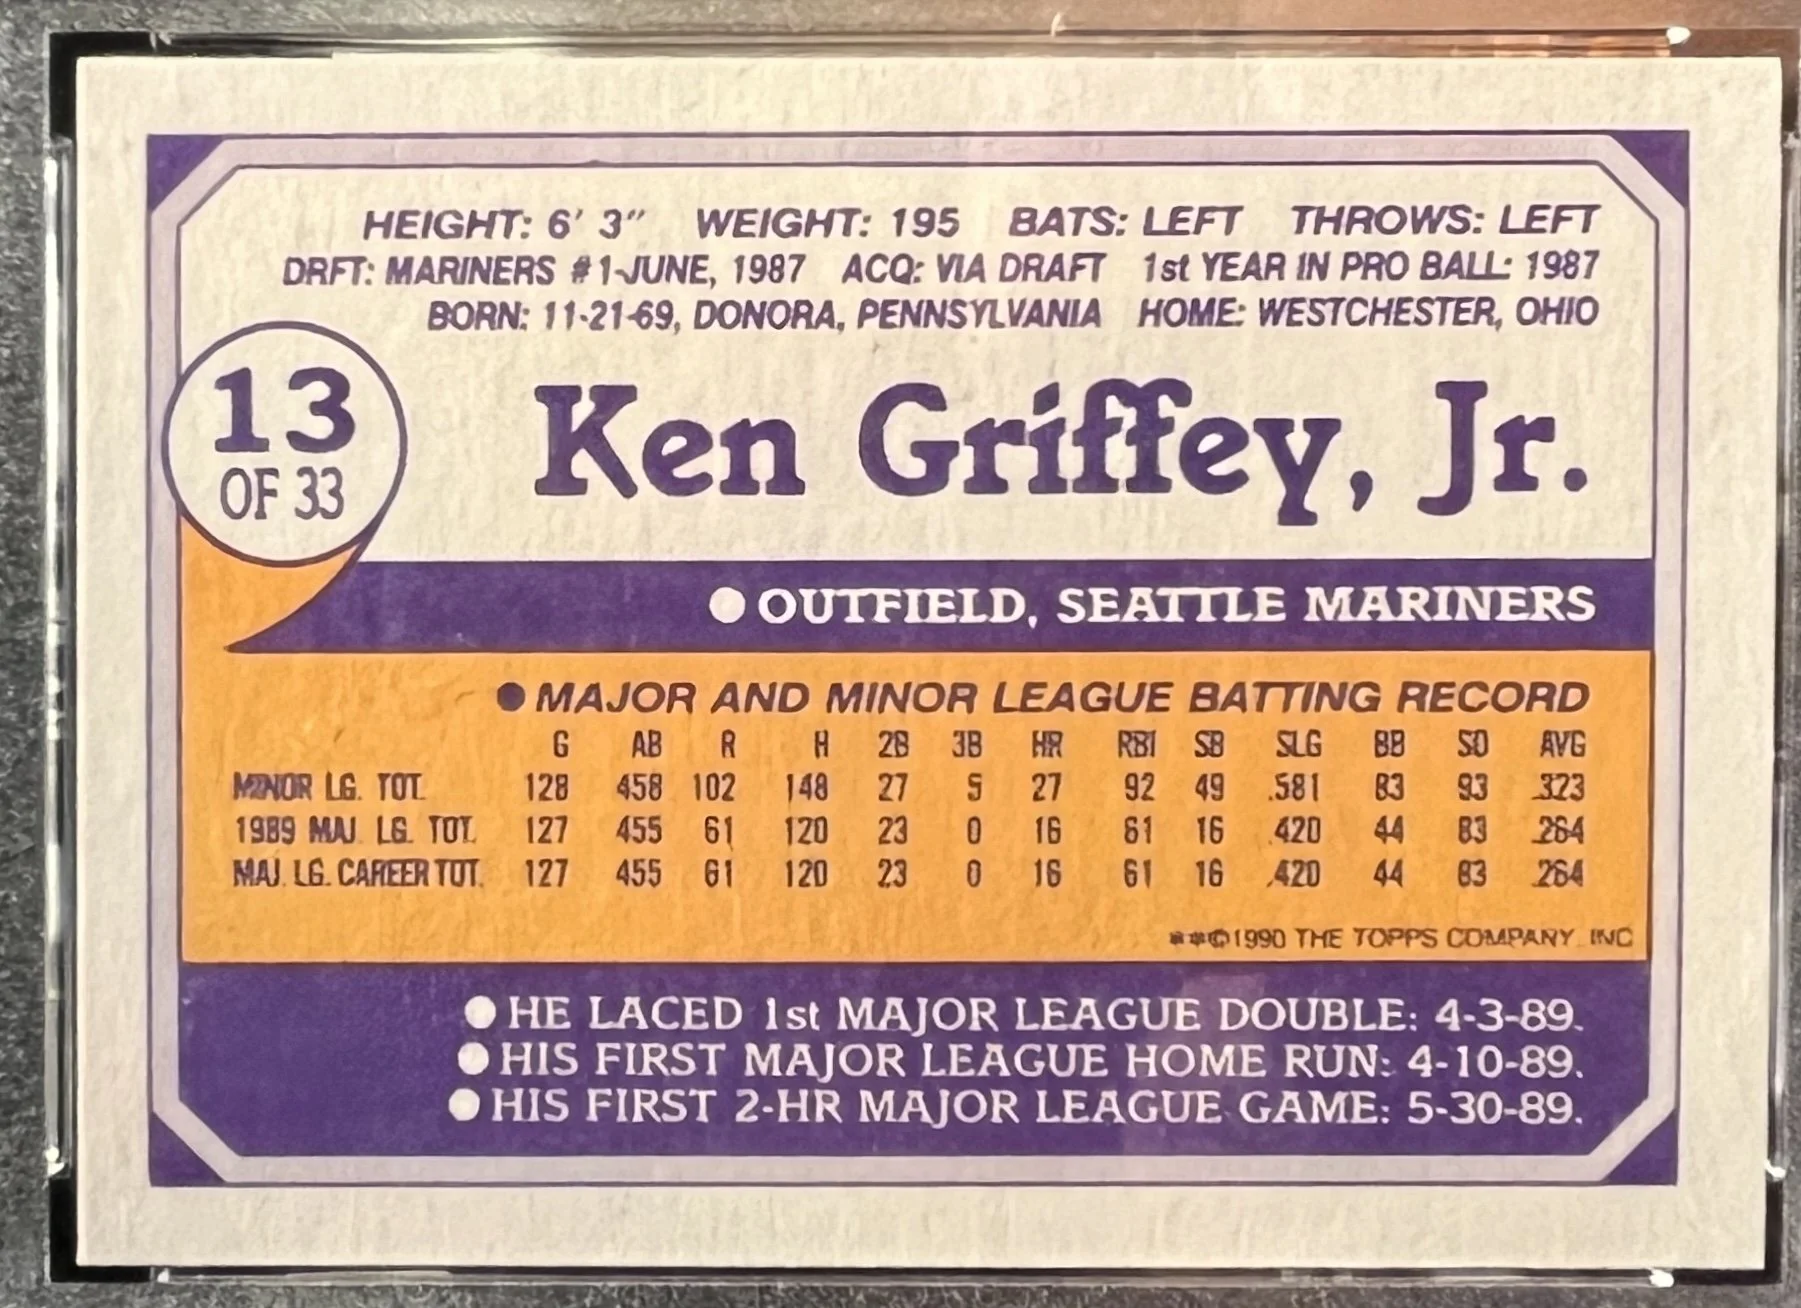 HEIGHT: 6' 3" WEIGHT: 195 BATS: LEFT THROWS: LEFT
DRFT: MARINERS #1-JUNE, 1987 ACQ: VIA DRAFT 1st YEAR IN PRO BALL: 1987
BORN: 11-21-69, DONORA, PENNSYLVANIA HOME: WESTCHESTER, OHIO
13
OF 33
Ken Griffey, Jr.
● OUTFIELD, SEATTLE MARINERS
● MAJOR AND MINOR LEAGUE BATTING RECORD
G AB R H 2B 3B HR RBI SB SLG BB SO AVG
MINOR LG. TOT. 128 458 102 148 27 5 27 92 49 .581 83 93 .323
1989 MAJ. LG. TOT. 127 455 61 120 23 0 16 61 16 .420 44 83 .264
MAJ. LG. CAREER TOT. 127 455 61 120 23 0 16 61 16 .420 44 83 .264
**©1990 THE TOPPS COMPANY, INC
● HE LACED 1st MAJOR LEAGUE DOUBLE: 4-3-89.
● HIS FIRST MAJOR LEAGUE HOME RUN: 4-10-89.
● HIS FIRST 2-HR MAJOR LEAGUE GAME: 5-30-89.